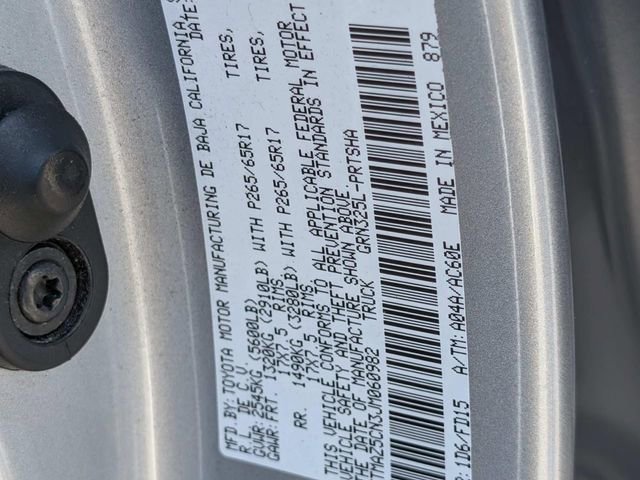 MFD.BY:TOYOTA MOTOR MANUFACTURING DE BAJA CALIFORNIA, S
R.L. DE C.V. DATE:
GVWR: 2545KG (5600LB)
GAWR: FRT. 1320KG (2910LB) WITH P265/65R17 TIRES,
17X7.5 RIMS
RR. 1490KG (3280LB) WITH P265/65R17 TIRES,
17X7.5 RIMS.
THIS VEHICLE CONFORMS TO ALL APPLICABLE FEDERAL MOTOR
VEHICLE SAFETY AND THEFT PREVENTION STANDARDS IN EFFECT
THE DATE OF MANUFACTURE SHOWN ABOVE.
TMAZ5CN3JM060982 TRUCK GRN325L-PRTSHA
R: 1D6/FD15 A/TM: A04A/AC60E MADE IN MEXICO 879